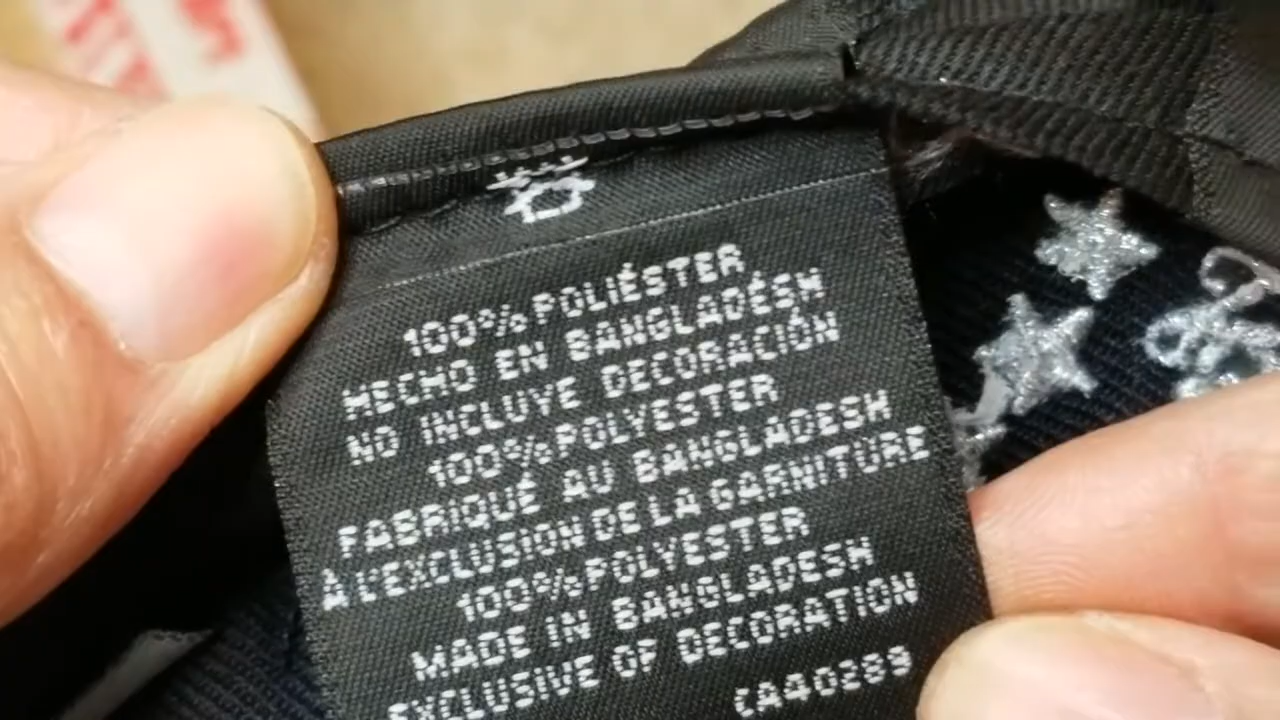 100% POLIÉSTER
HECHO EN BANGLADÉSH
NO INCLUYE DECORACIÓN
100% POLYESTER
FABRIQUÉ AU BANGLADESH
À L'EXCLUSION DE LA GARNITURE
100% POLYESTER
MADE IN BANGLADESH
EXCLUSIVE OF DECORATION
CA40289